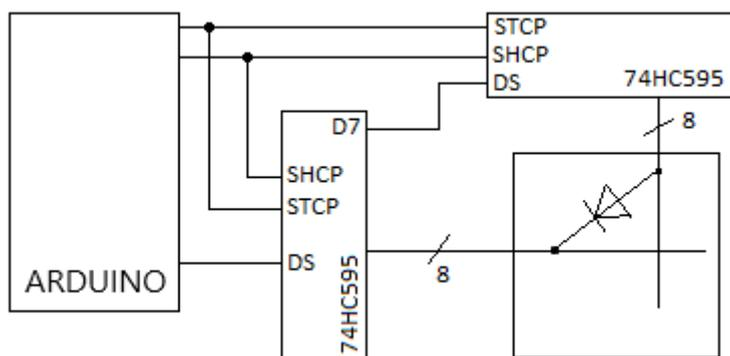 STCP
SHCP
DS
74HC595
8
D7
SHCP
STCP
DS
74HC595
8
ARDUINO